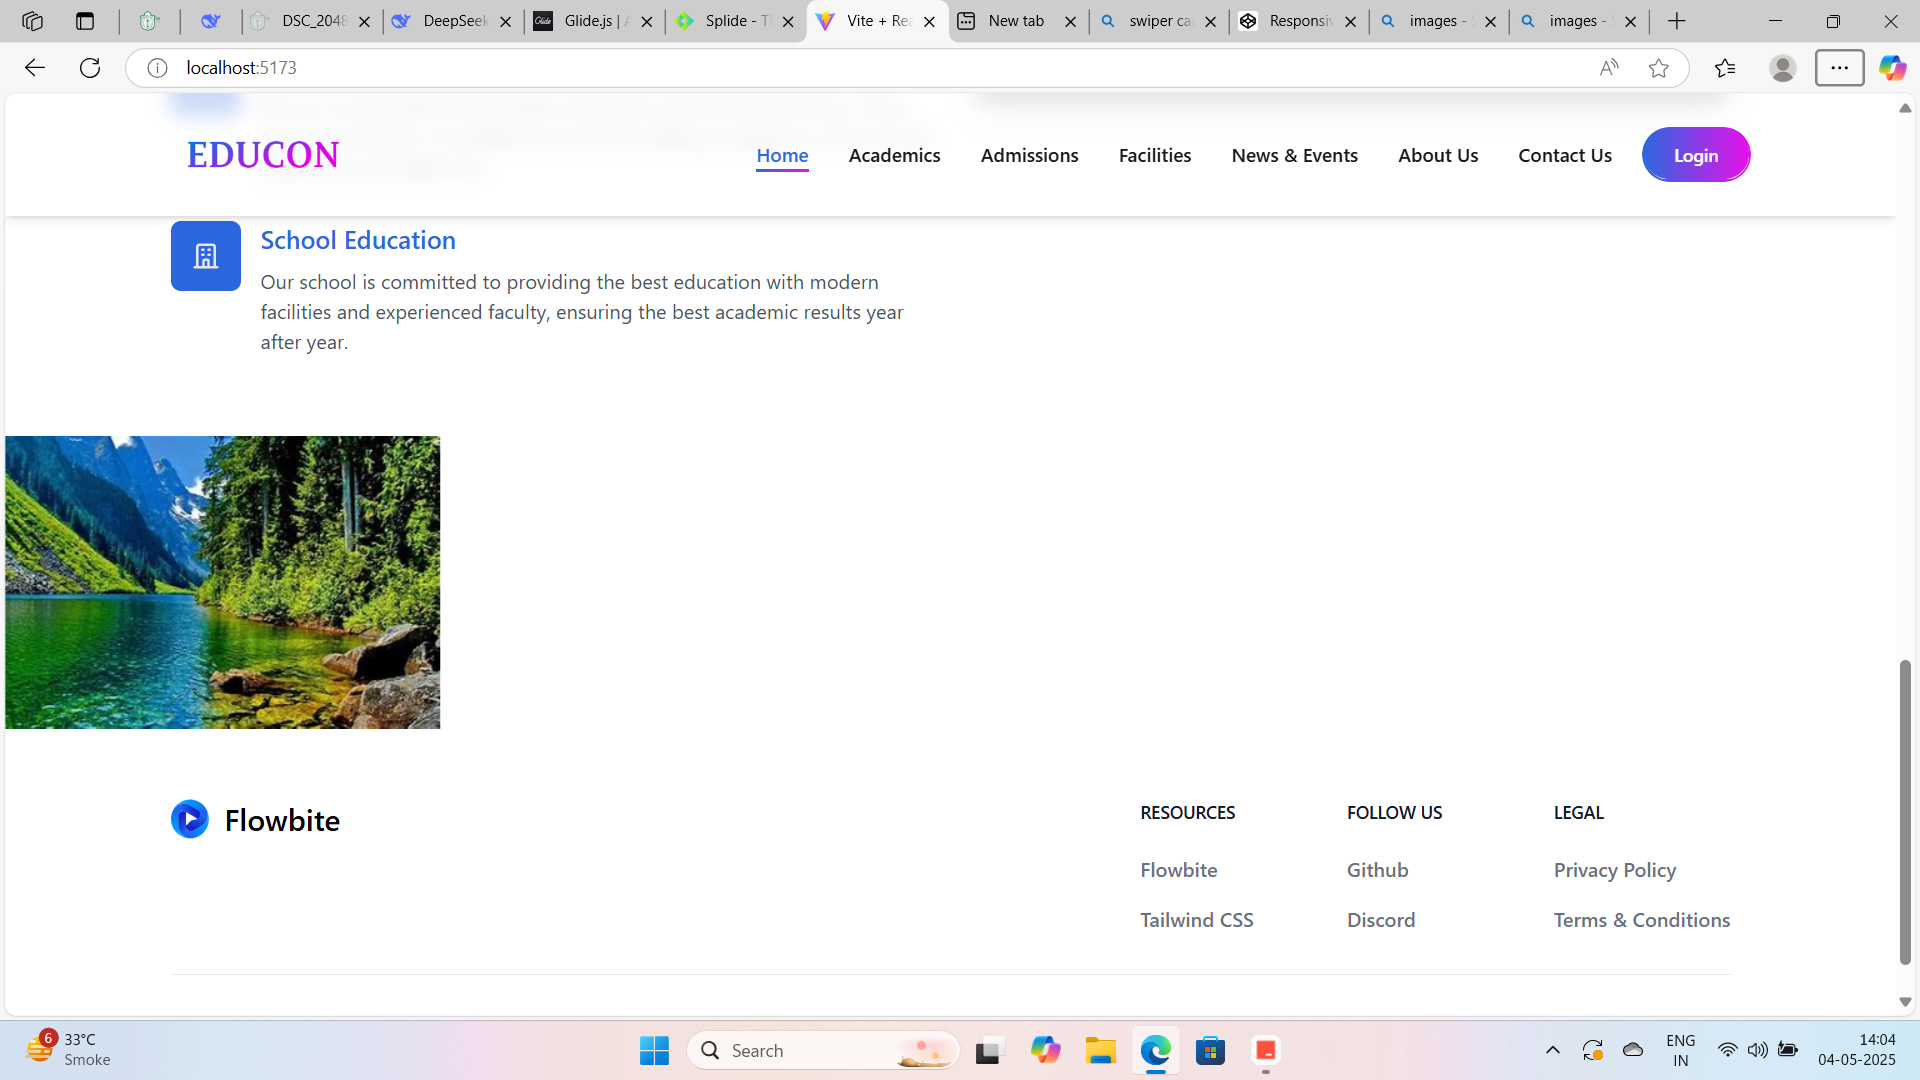 DSC_2048
DeepSeek
Glide.js | A
Splide - Th
Vite + Rea
New tab
swiper car
Responsiv
images - S
images - S
localhost:5173
EDUCON
Home
Academics
Admissions
Facilities
News & Events
About Us
Contact Us
Login
School Education
Our school is committed to providing the best education with modern
facilities and experienced faculty, ensuring the best academic results year
after year.
Flowbite
RESOURCES
FOLLOW US
LEGAL
Flowbite
Github
Privacy Policy
Tailwind CSS
Discord
Terms & Conditions
6
33°C
Smoke
Search
ENG
IN
14:04
04-05-2025